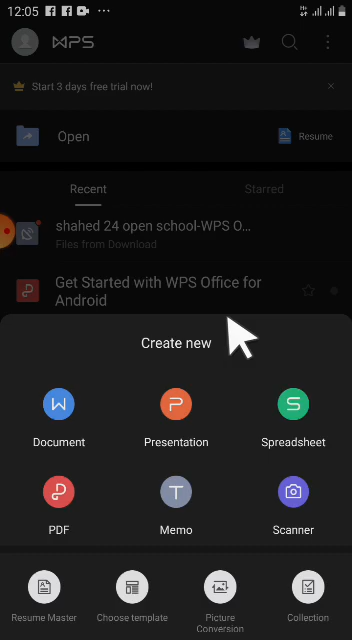 12:05
H+
WPS
Start 3 days free trial now!
Open
Resume
Recent
Starred
shahed 24 open school-WPS O...
Files from Download
Get Started with WPS Office for
Android
Create new
Document
Presentation
Spreadsheet
PDF
Memo
Scanner
Resume Master
Choose template
Picture
Conversion
Collection